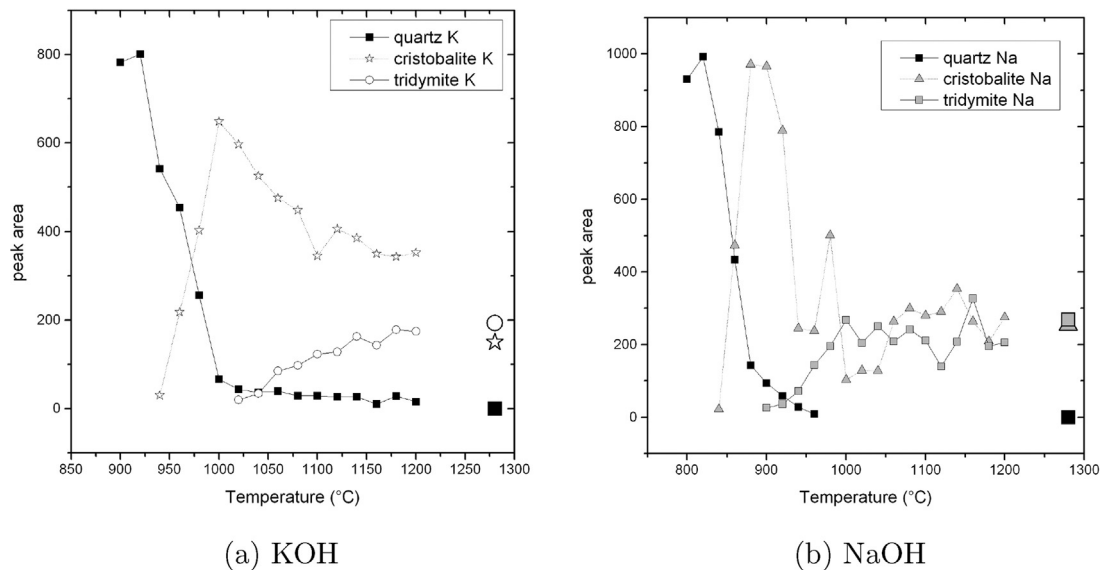 quartz K
cristobalite K
tridymite K
800
600
400
200
0
peak area
850 900 950 1000 1050 1100 1150 1200 1250 1300
Temperature (°C)
(a) KOH
quartz Na
cristobalite Na
tridymite Na
1000
800
600
400
200
0
peak area
800 900 1000 1100 1200 1300
Temperature (°C)
(b) NaOH